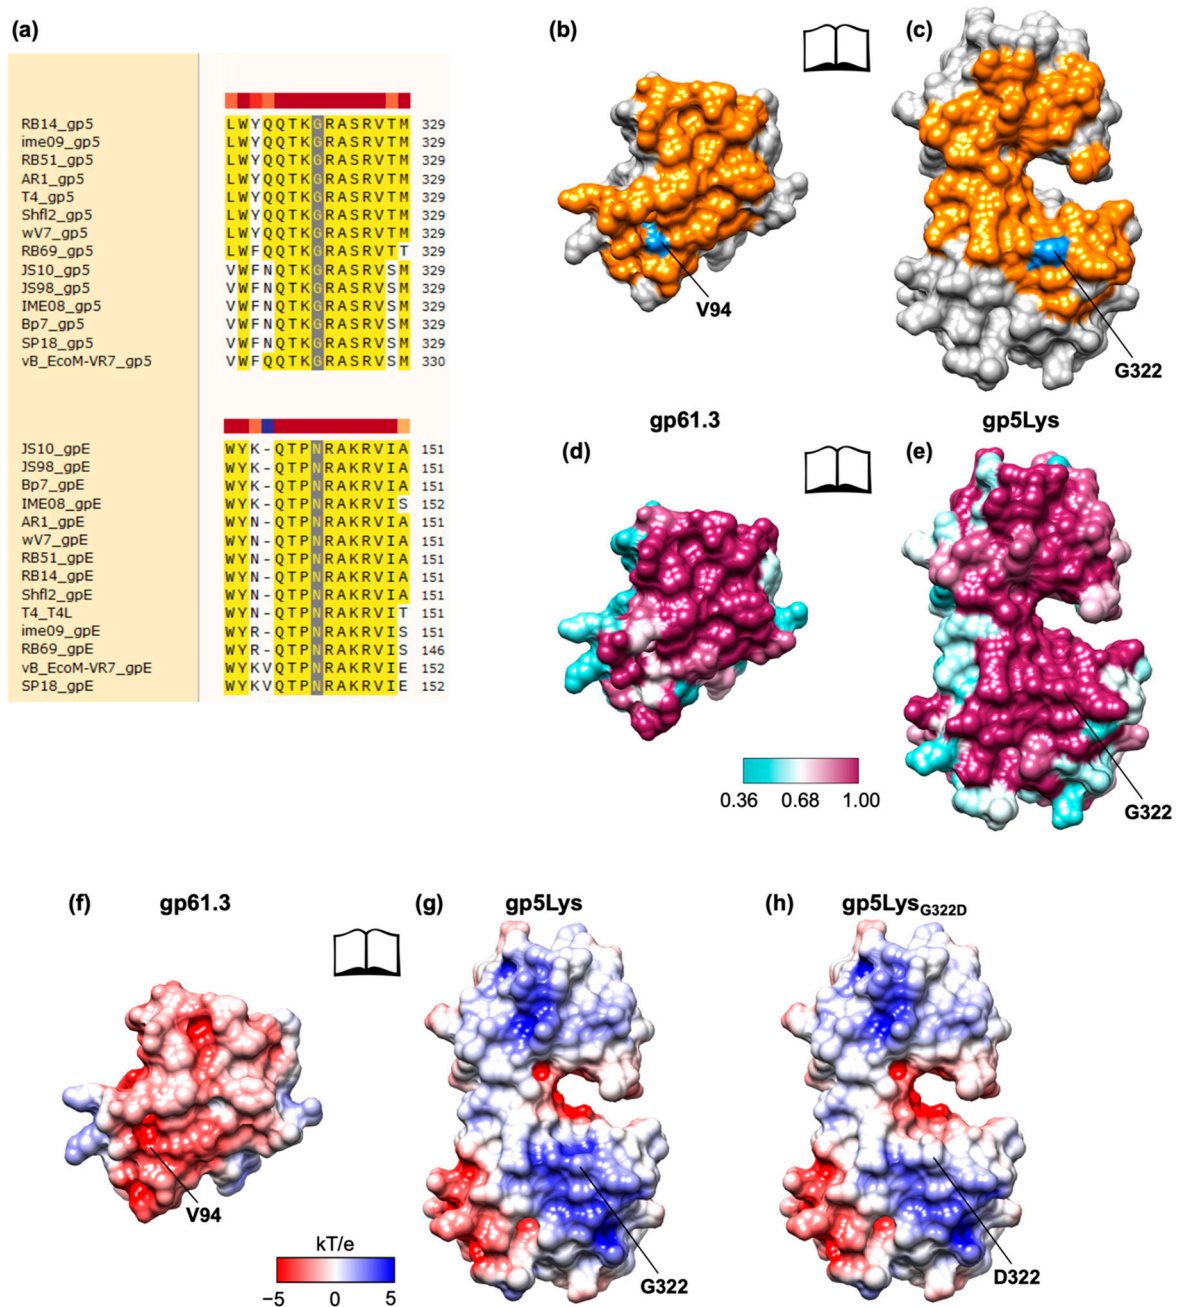 (a)
RB14_gp5 LWYQQTKGRASRVTM 329
ime09_gp5 LWYQQTKGRASRVTM 329
RB51_gp5 LWYQQTKGRASRVTM 329
AR1_gp5 LWYQQTKGRASRVTM 329
T4_gp5 LWYQQTKGRASRVTM 329
Shfl2_gp5 LWYQQTKGRASRVTM 329
wV7_gp5 LWYQQTKGRASRVTM 329
RB69_gp5 LWFQQTKGRASRVTT 329
JS10_gp5 VWFNQTKGRASRVSM 329
JS98_gp5 VWFNQTKGRASRVSM 329
IME08_gp5 VWFNQTKGRASRVSM 329
Bp7_gp5 VWFNQTKGRASRVSM 329
SP18_gp5 VWFNQTKGRASRVSM 329
vB_EcoM-VR7_gp5 VWFQQTKGRASRVSM 330
JS10_gpE WYK-QTPNRAKRVIA 151
JS98_gpE WYK-QTPNRAKRVIA 151
Bp7_gpE WYK-QTPNRAKRVIA 151
IME08_gpE WYK-QTPNRAKRVIS 152
AR1_gpE WYN-QTPNRAKRVIA 151
wV7_gpE WYN-QTPNRAKRVIA 151
RB51_gpE WYN-QTPNRAKRVIA 151
RB14_gpE WYN-QTPNRAKRVIA 151
Shfl2_gpE WYN-QTPNRAKRVIA 151
T4_T4L WYN-QTPNRAKRVIT 151
ime09_gpE WYR-QTPNRAKRVIS 151
RB69_gpE WYR-QTPNRAKRVIS 146
vB_EcoM-VR7_gpE WYKVQTPNRAKRVIE 152
SP18_gpE WYKVQTPNRAKRVIE 152
(b) (c)
V94
G322
gp61.3 gp5Lys
(d) (e)
0.36 0.68 1.00
G322
(f) gp61.3 (g) gp5Lys (h) gp5LysG322D
V94
kT/e
−5 0 5
G322
D322